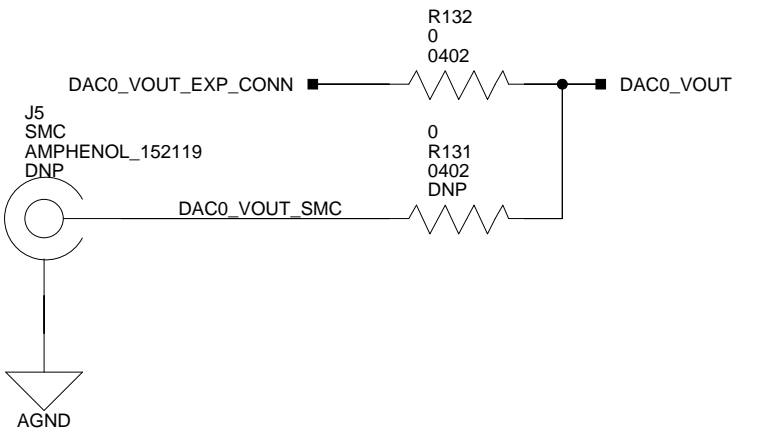 R132
0
0402
DAC0_VOUT_EXP_CONN
DAC0_VOUT
J5
SMC
AMPHENOL_152119
DNP
0
R131
0402
DNP
DAC0_VOUT_SMC
AGND